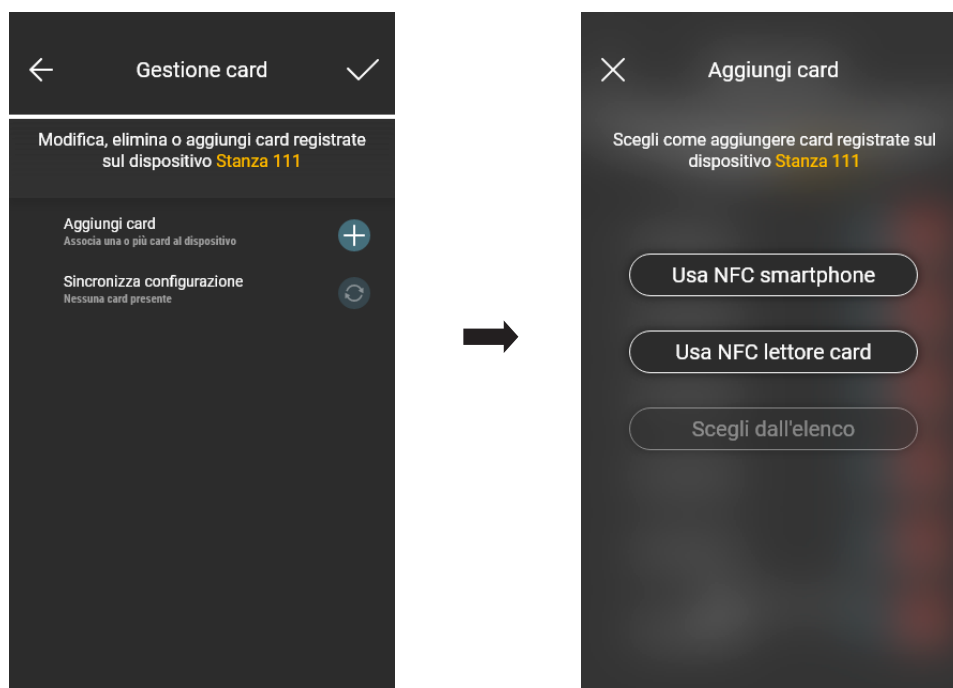 Gestione card
Modifica, elimina o aggiungi card registrate
sul dispositivo Stanza 111
Aggiungi card
Associa una o più card al dispositivo
Sincronizza configurazione
Nessuna card presente
Aggiungi card
Scegli come aggiungere card registrate sul
dispositivo Stanza 111
Usa NFC smartphone
Usa NFC lettore card
Scegli dall'elenco